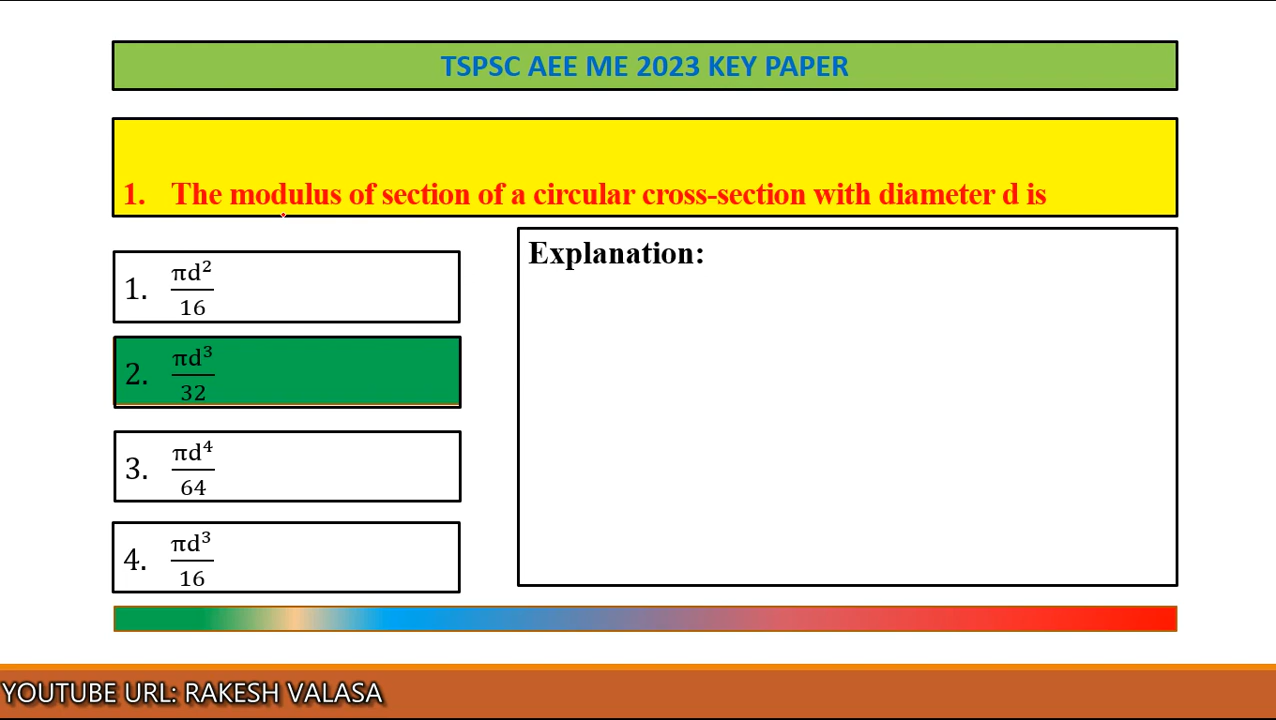 TSPSC AEE ME 2023 KEY PAPER
1. The modulus of section of a circular cross-section with diameter d is
1. πd²/16
2. πd³/32
3. πd⁴/64
4. πd³/16
Explanation:
YOUTUBE URL: RAKESH VALASA